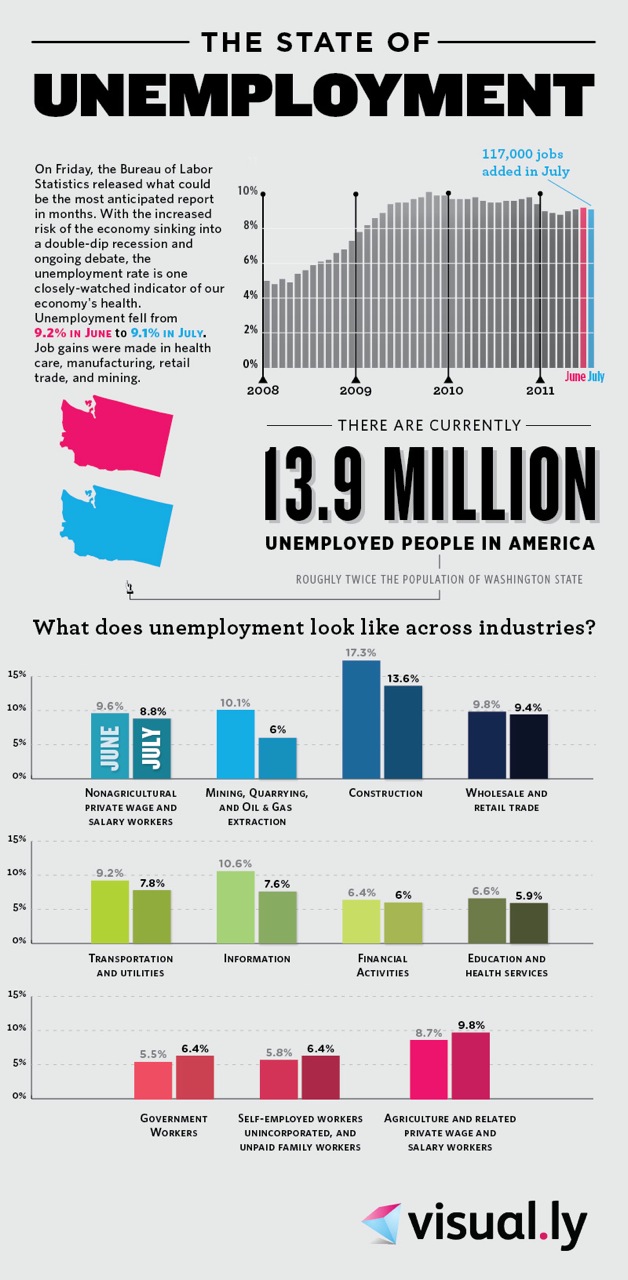 THE STATE OF
UNEMPLOYMENT
On Friday, the Bureau of Labor
Statistics released what could
be the most anticipated report
in months. With the increased
risk of the economy sinking into
a double-dip recession and
ongoing debate, the
unemployment rate is one
closely-watched indicator of our
economy's health.
Unemployment fell from
9.2% IN JUNE to 9.1% IN JULY.
Job gains were made in health
care, manufacturing, retail
trade, and mining.
117,000 jobs
added in July
10%
8%
6%
4%
2%
0%
2008 2009 2010 2011
June July
THERE ARE CURRENTLY
13.9 MILLION
UNEMPLOYED PEOPLE IN AMERICA
ROUGHLY TWICE THE POPULATION OF WASHINGTON STATE
What does unemployment look like across industries?
15%
10%
5%
0%
9.6% 8.8% 10.1% 6% 17.3% 13.6% 9.8% 9.4%
JUNE JULY
NONAGRICULTURAL
PRIVATE WAGE AND
SALARY WORKERS
MINING, QUARRYING,
AND OIL & GAS
EXTRACTION
CONSTRUCTION
WHOLESALE AND
RETAIL TRADE
15%
10%
5%
0%
9.2% 7.8% 10.6% 7.6% 6.4% 6% 6.6% 5.9%
TRANSPORTATION
AND UTILITIES
INFORMATION
FINANCIAL
ACTIVITIES
EDUCATION AND
HEALTH SERVICES
15%
10%
5%
0%
5.5% 6.4% 5.8% 6.4% 8.7% 9.8%
GOVERNMENT
WORKERS
SELF-EMPLOYED WORKERS
UNINCORPORATED, AND
UNPAID FAMILY WORKERS
AGRICULTURE AND RELATED
PRIVATE WAGE AND
SALARY WORKERS
visual.ly